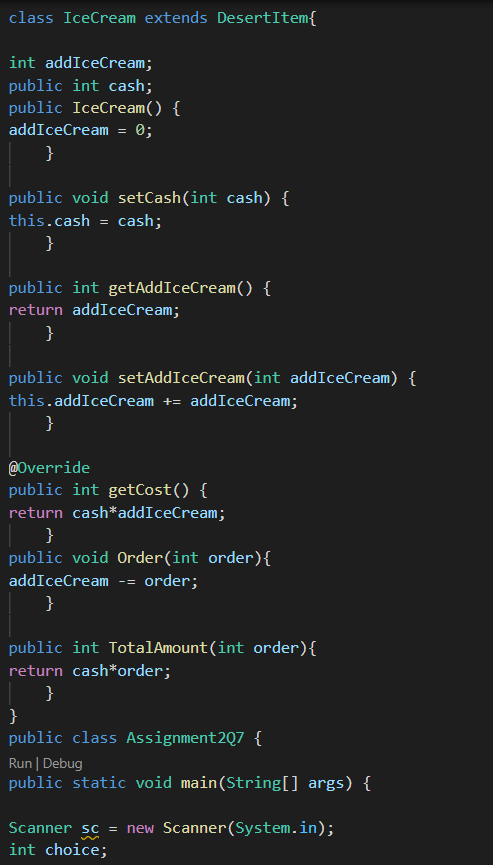 class IceCream extends DesertItem{
int addIceCream;
public int cash;
public IceCream() {
addIceCream = 0;
}
public void setCash(int cash) {
this.cash = cash;
}
public int getAddIceCream() {
return addIceCream;
}
public void setAddIceCream(int addIceCream) {
this.addIceCream += addIceCream;
}
@Override
public int getCost() {
return cash*addIceCream;
}
public void Order(int order){
addIceCream -= order;
}
public int TotalAmount(int order){
return cash*order;
}
}
public class Assignment2Q7 {
Run | Debug
public static void main(String[] args) {
Scanner sc = new Scanner(System.in);
int choice;